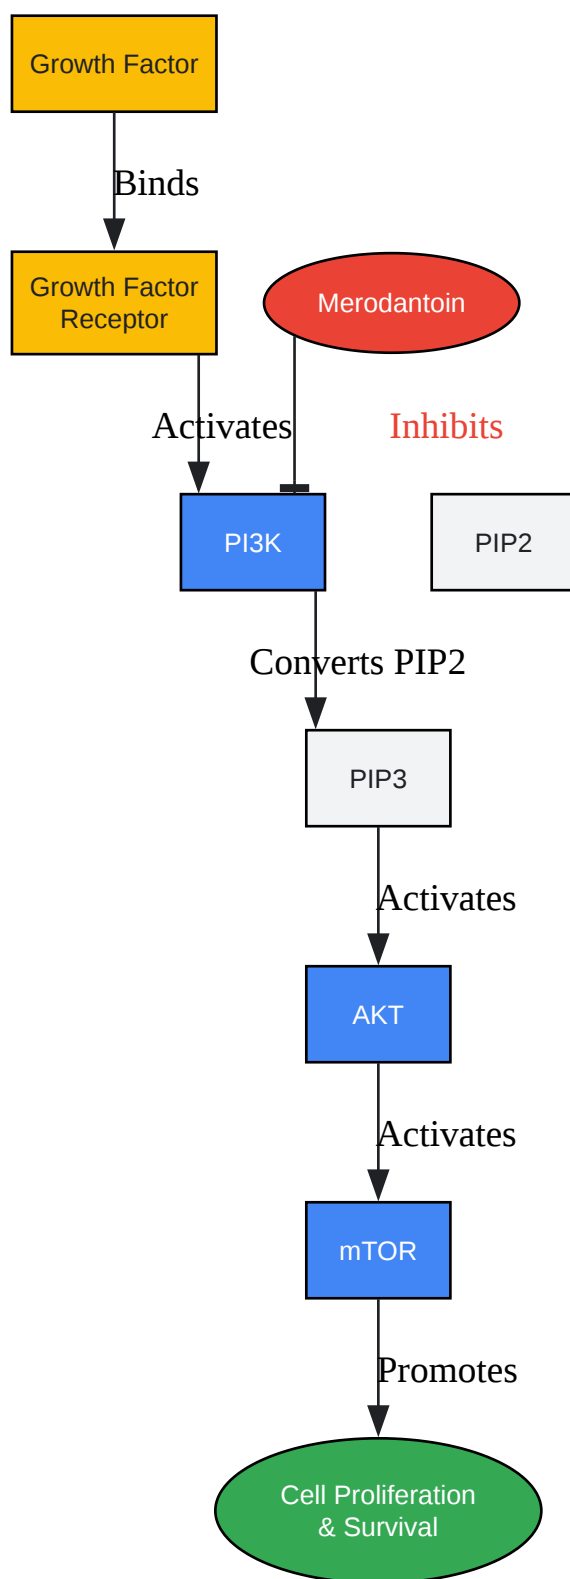 Growth Factor
Binds
Growth Factor
Receptor
Merodantoin
Activates
Inhibits
PI3K
PIP2
Converts PIP2
PIP3
Activates
AKT
Activates
mTOR
Promotes
Cell Proliferation
& Survival